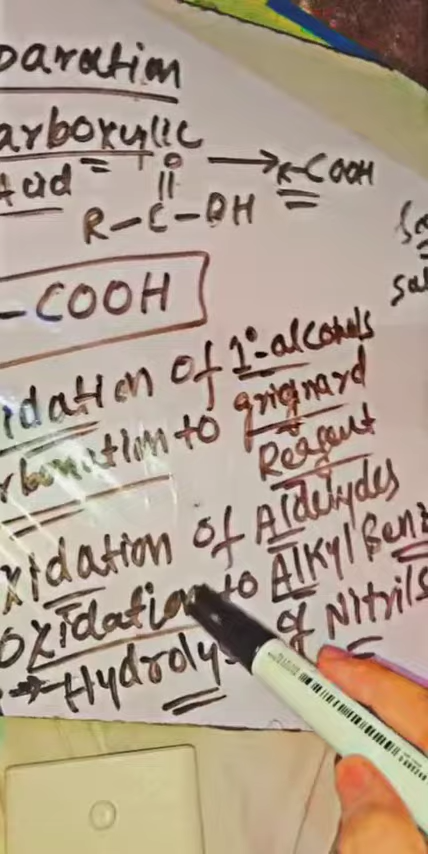 paration
arboxylic
Acid = O → R-COOH
R-C-OH
-COOH
idation of 1°-alcohols
rbonation to grignard
Reagent
xidation of Aldehydes
oxidation to Alkyl Benz
→ Hydroly of Nitrils